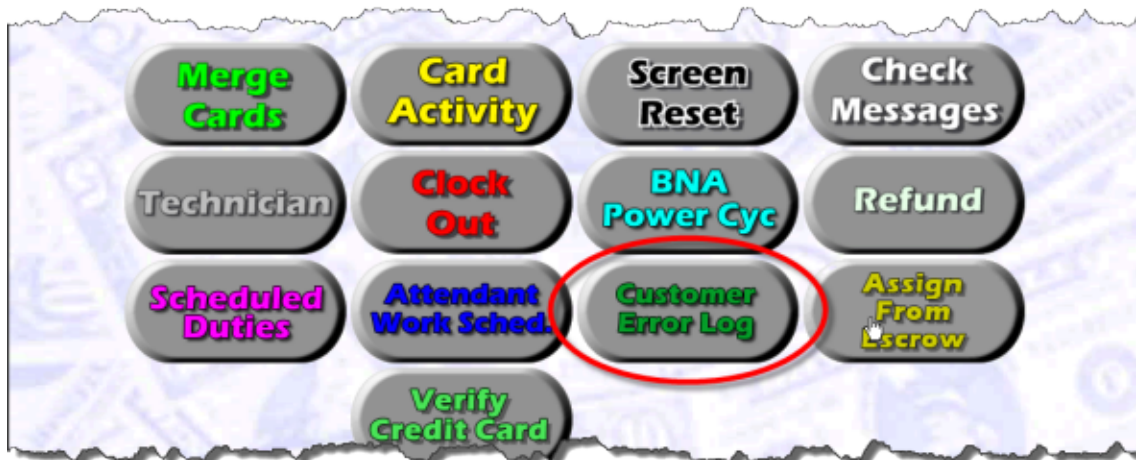 Merge
Cards
Card
Activity
Screen
Reset
Check
Messages
Technician
Clock
Out
BNA
Power Cyc
Refund
Scheduled
Duties
Attendant
Work Sched.
Customer
Error Log
Assign
From
Escrow
Verify
Credit Card